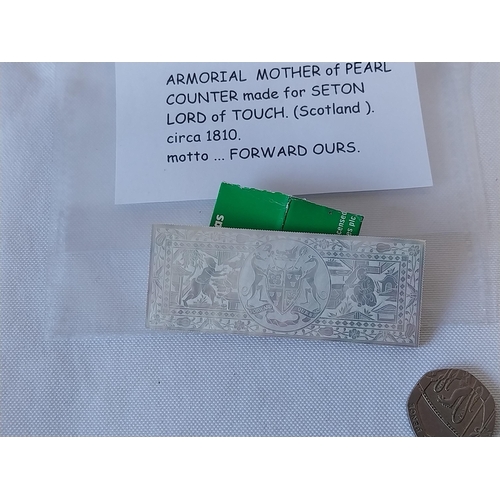 ARMORIAL MOTHER of PEARL
COUNTER made for SETON
LORD of TOUCH. (Scotland ).
circa 1810.
motto ... FORWARD OURS.